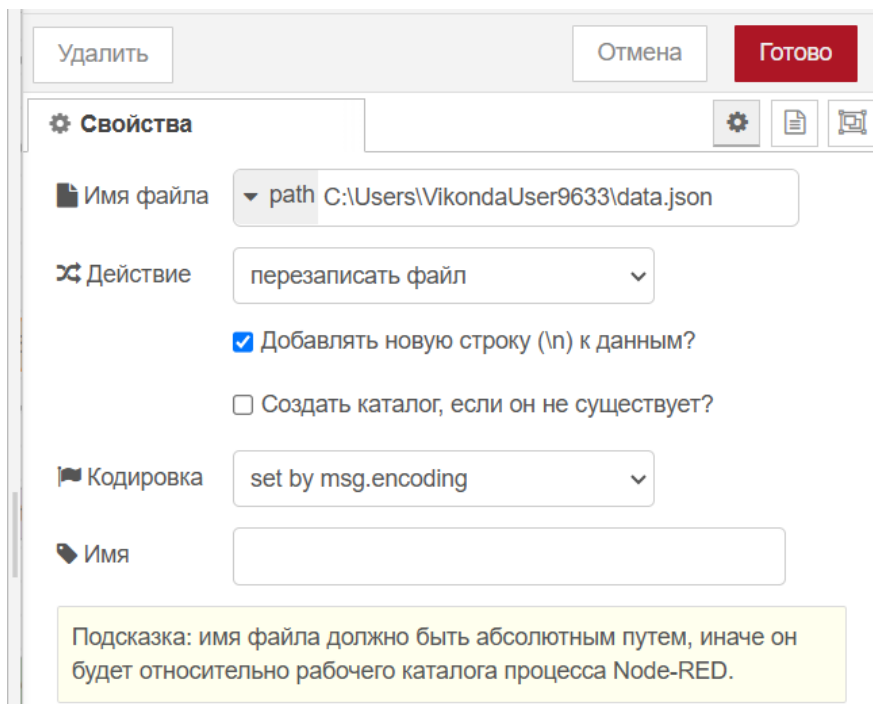 Удалить
Отмена
Готово
Свойства
Имя файла
path C:\Users\VikondaUser9633\data.json
Действие
перезаписать файл
Добавлять новую строку (\n) к данным?
Создать каталог, если он не существует?
Кодировка
set by msg.encoding
Имя
Подсказка: имя файла должно быть абсолютным путем, иначе он
будет относительно рабочего каталога процесса Node-RED.